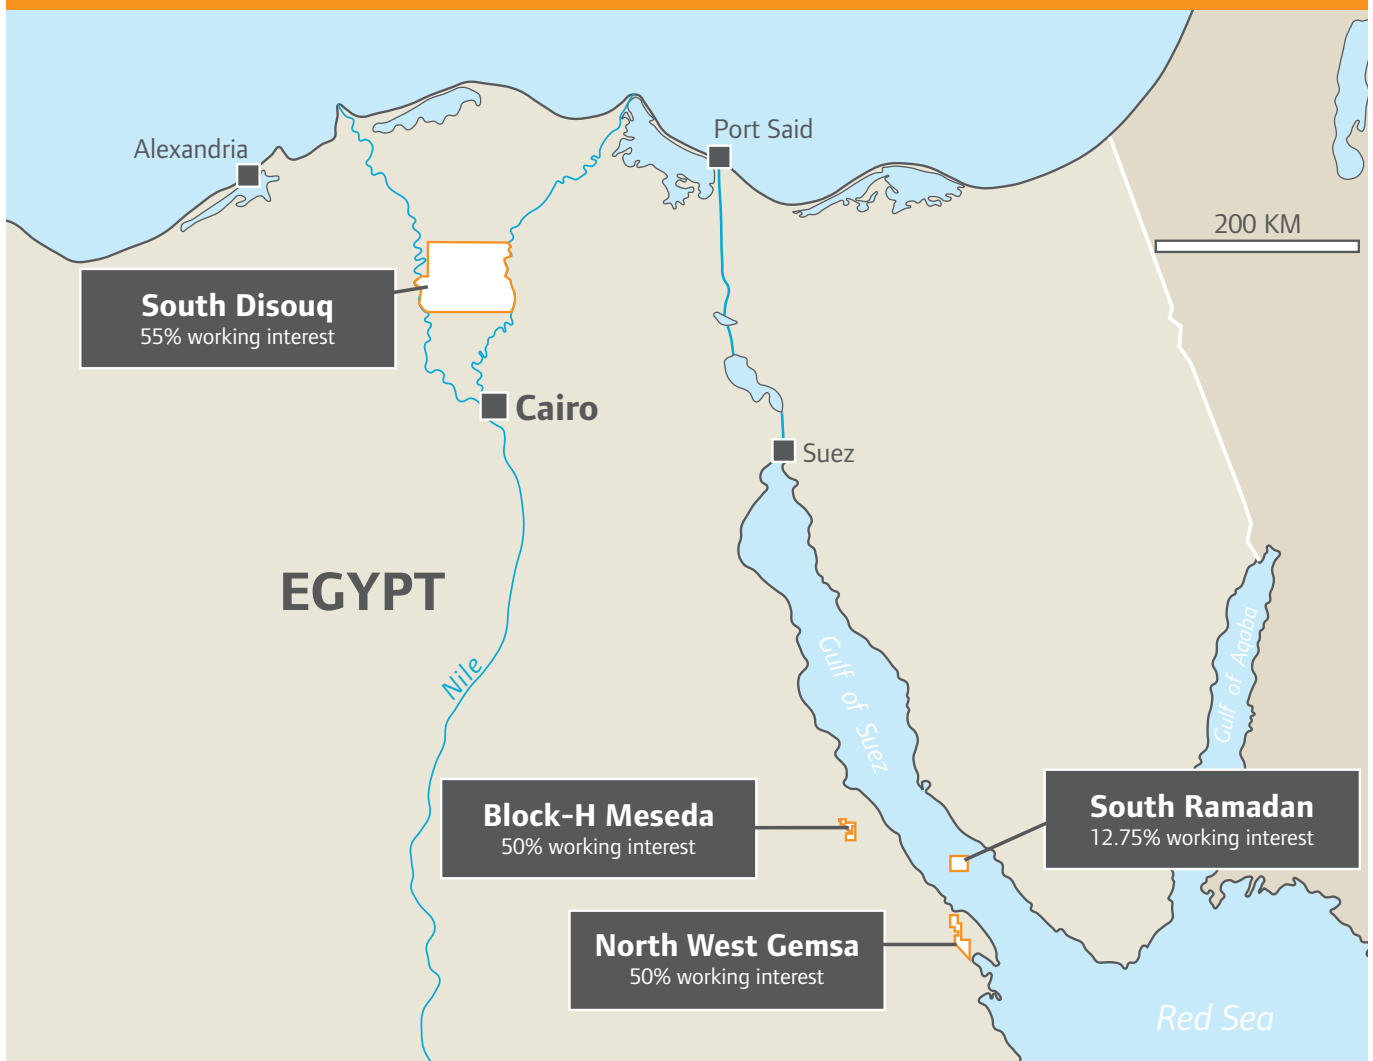 Port Said
Alexandria
200 KM
South Disouq
55% working interest
Cairo
Suez
EGYPT
Nile
Gulf of Suez
Gulf of Aqaba
Block-H Meseda
50% working interest
South Ramadan
12.75% working interest
North West Gemsa
50% working interest
Red Sea